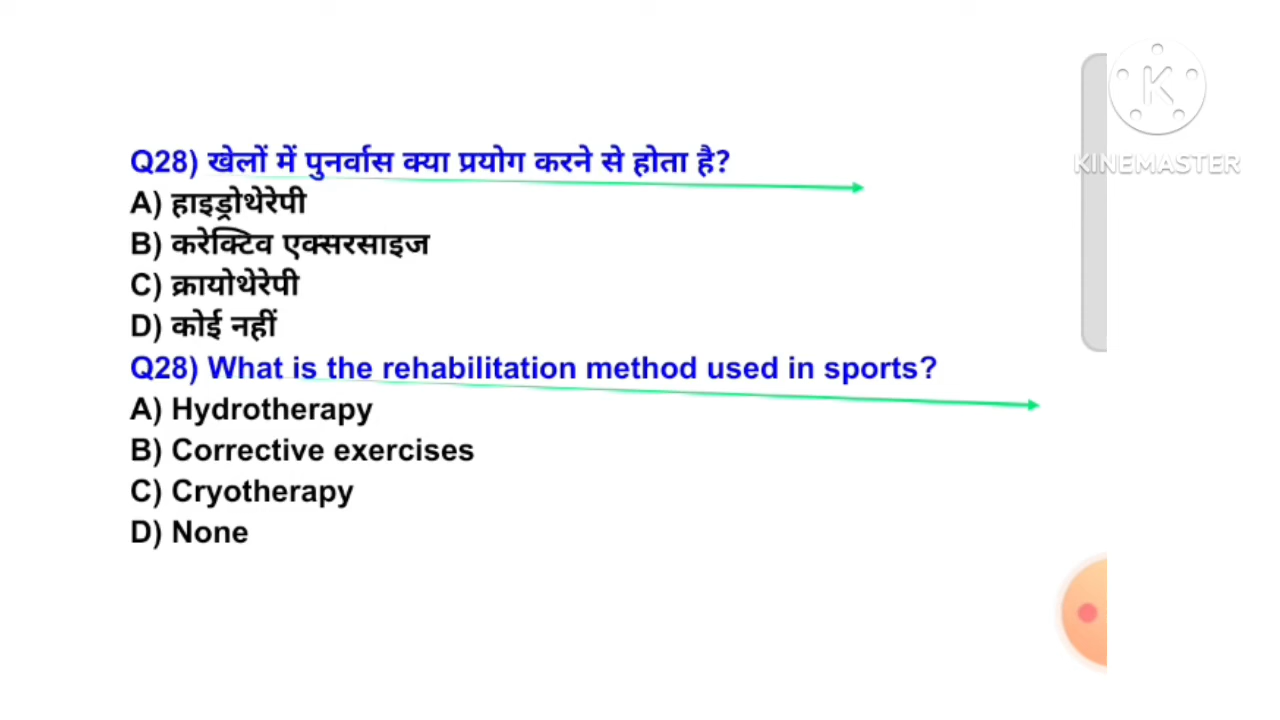 Q28) खेलों में पुनर्वास क्या प्रयोग करने से होता है?
A) हाइड्रोथेरेपी
B) करेक्टिव एक्सरसाइज
C) क्रायोथेरेपी
D) कोई नहीं
Q28) What is the rehabilitation method used in sports?
A) Hydrotherapy
B) Corrective exercises
C) Cryotherapy
D) None
K
KINEMASTER